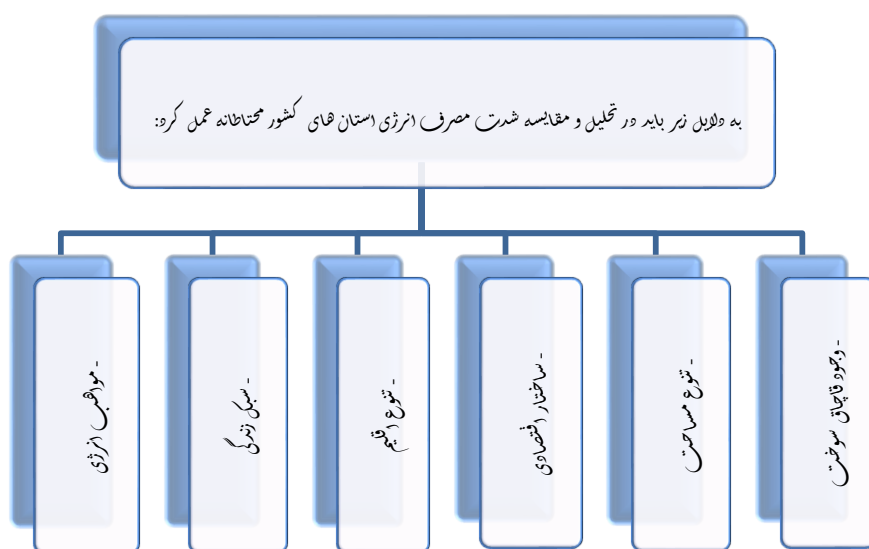 به دلایل زیر باید در تحلیل و مقایسه شدت مصرف انرژی استان های کشور محتاطانه عمل کرد:
- وجود قاچاق سوخت
- تنوع مساحت
- ساختار اقتصادی
- تنوع اقلیم
- سبک زندگی
- مواهب انرژی